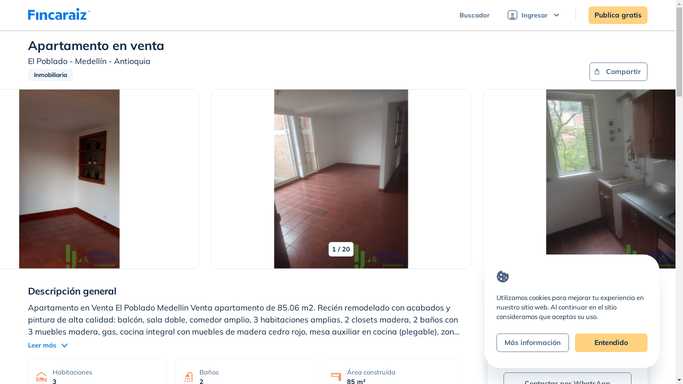 Fincaraiz
Buscador
Ingresar
Publica gratis
Apartamento en venta
El Poblado - Medellín - Antioquia
Inmobiliaria
Compartir
1 / 20
Descripción general
Apartamento en Venta El Poblado Medellín Venta apartamento de 85.06 m2. Recién remodelado con acabados y
pintura de alta calidad: balcón, sala doble, comedor amplio, 3 habitaciones amplias, 2 closets madera, 2 baños con
3 muebles madera, gas, cocina integral con muebles de madera cedro rojo, mesa auxiliar en cocina (plegable), zon...
Leer más
Habitaciones
3
Baños
2
Área construida
85 m²
Utilizamos cookies para mejorar tu experiencia en
nuestro sitio web. Al continuar en el sitio
consideramos que aceptas su uso.
Más información
Entendido
Contactar por WhatsApp